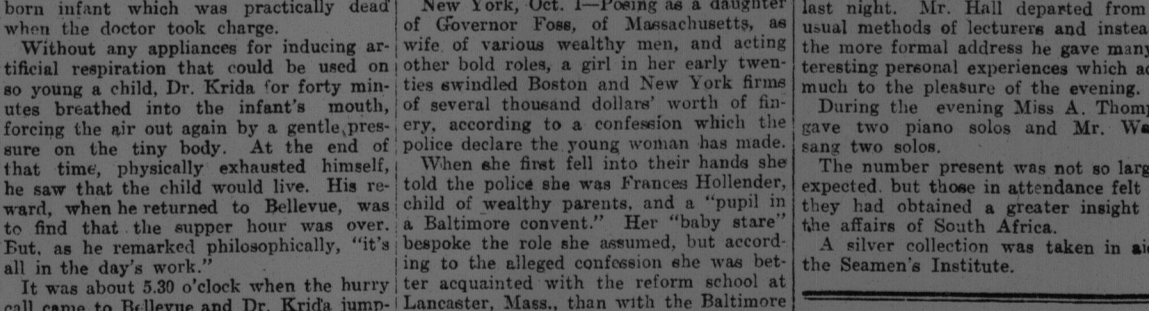 born infant which was practically dead
when the doctor took charge.
Without any appliances for inducing ar-
tificial respiration that could be used on
so young a child, Dr. Krida for forty min-
utes breathed into the infant's mouth,
forcing the air out again by a gentle pres-
sure on the tiny body. At the end of
that time, physically exhausted himself,
he saw that the child would live. His re-
ward, when he returned to Bellevue, was
to find that the supper hour was over.
But, as he remarked philosophically, "it's
all in the day's work."
It was about 5.30 o'clock when the hurry
call came to Bellevue and Dr. Krida jump-
New York, Oct. 1—Posing as a daughter
of Governor Foss, of Massachusetts, as
wife of various wealthy men, and acting
other bold roles, a girl in her early twen-
ties swindled Boston and New York firms
of several thousand dollars' worth of fin-
ery, according to a confession which the
police declare the young woman has made.
When she first fell into their hands she
told the police she was Frances Hollender,
child of wealthy parents, and a "pupil in
a Baltimore convent." Her "baby stare"
bespoke the role she assumed, but accord-
ing to the alleged confession she was bet-
ter acquainted with the reform school at
Lancaster, Mass., than with the Baltimore
last night. Mr. Hall departed from
usual methods of lecturers and instea
the more formal address he gave many
teresting personal experiences which a
much to the pleasure of the evening.
During the evening Miss A. Thom
gave two piano solos and Mr. Wa
sang two solos.
The number present was not so larg
expected. but those in attendance felt
they had obtained a greater insight
the affairs of South Africa.
A silver collection was taken in ai
the Seamen's Institute.